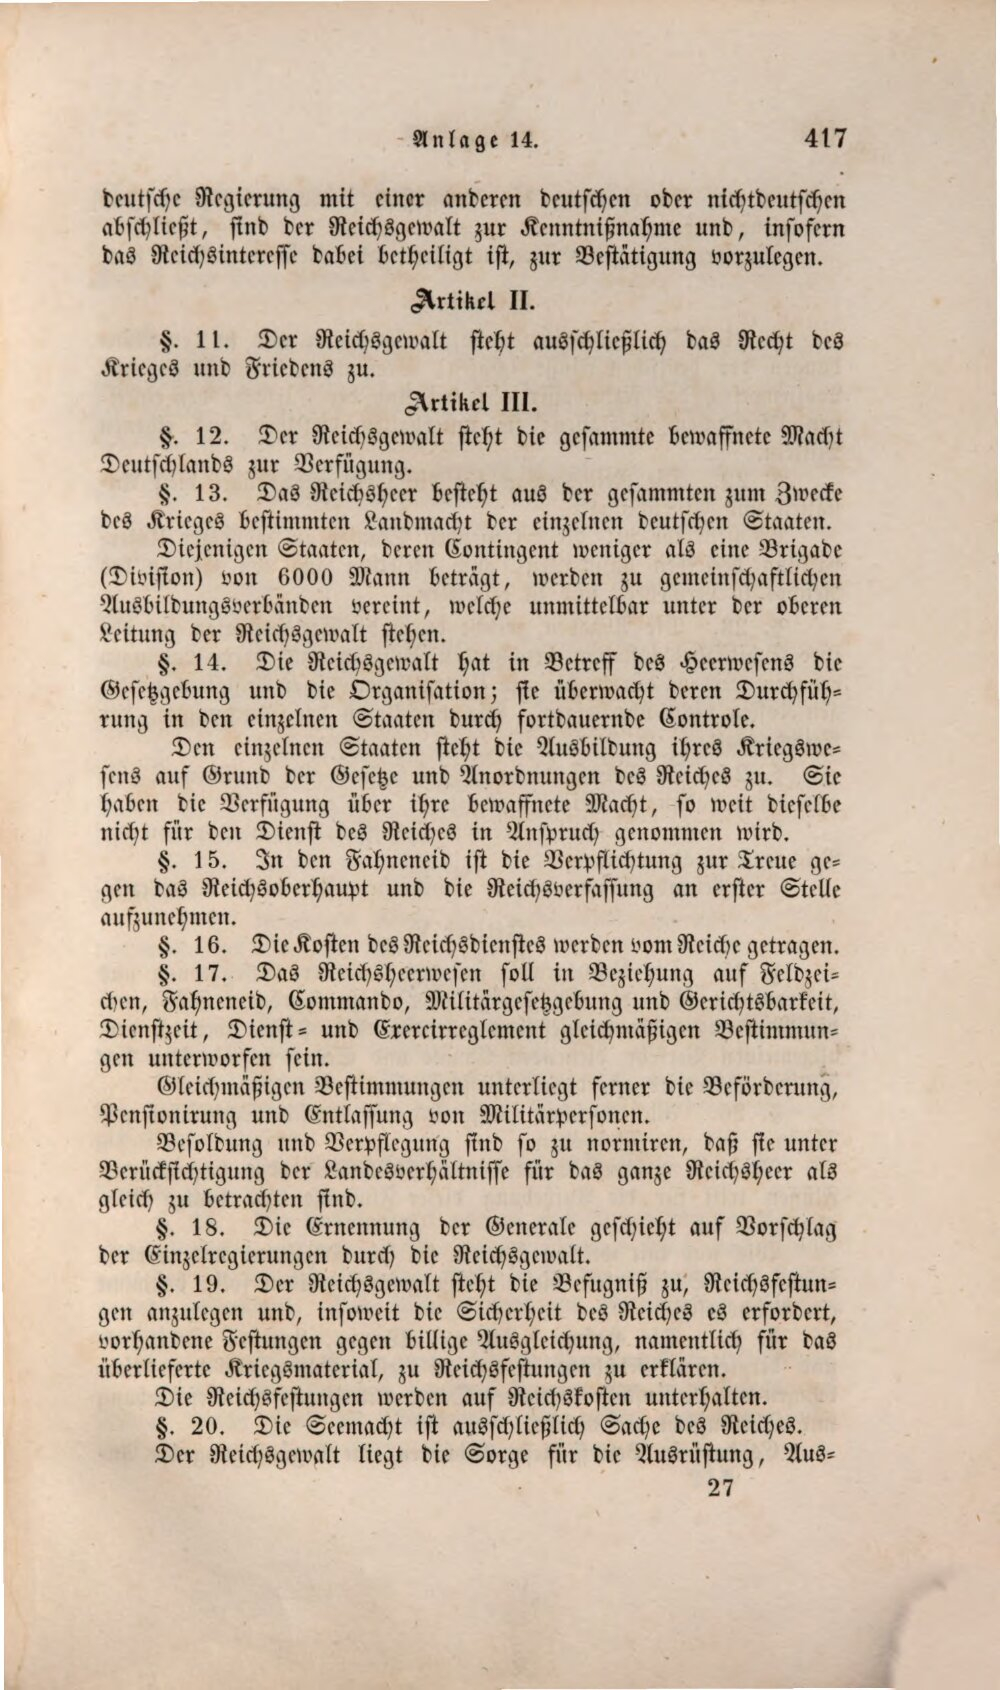 Anlage 14. 417
deutsche Regierung mit einer anderen deutschen oder nichtdeutschen
abschließt, sind der Reichsgewalt zur Kenntnißnahme und, insofern
das Reichsinteresse dabei betheiligt ist, zur Bestätigung vorzulegen.
Artikel II.
§. 11. Der Reichsgewalt steht ausschließlich das Recht des
Krieges und Friedens zu.
Artikel III.
§. 12. Der Reichsgewalt steht die gesammte bewaffnete Macht
Deutschlands zur Verfügung.
§. 13. Das Reichsheer besteht aus der gesammten zum Zwecke
des Krieges bestimmten Landmacht der einzelnen deutschen Staaten.
Diejenigen Staaten, deren Contingent weniger als eine Brigade
(Division) von 6000 Mann beträgt, werden zu gemeinschaftlichen
Ausbildungsverbänden vereint, welche unmittelbar unter der oberen
Leitung der Reichsgewalt stehen.
§. 14. Die Reichsgewalt hat in Betreff des Heerwesens die
Gesetzgebung und die Organisation; sie überwacht deren Durchfüh-
rung in den einzelnen Staaten durch fortdauernde Controle.
Den einzelnen Staaten steht die Ausbildung ihres Kriegswe-
sens auf Grund der Gesetze und Anordnungen des Reiches zu. Sie
haben die Verfügung über ihre bewaffnete Macht, so weit dieselbe
nicht für den Dienst des Reiches in Anspruch genommen wird.
§. 15. In den Fahneneid ist die Verpflichtung zur Treue ge-
gen das Reichsoberhaupt und die Reichsverfassung an erster Stelle
aufzunehmen.
§. 16. Die Kosten des Reichsdienstes werden vom Reiche getragen.
§. 17. Das Reichsheerwesen soll in Beziehung auf Feldzei-
chen, Fahneneid, Commando, Militärgesetzgebung und Gerichtsbarkeit,
Dienstzeit, Dienst- und Exercirreglement gleichmäßigen Bestimmun-
gen unterworfen sein.
Gleichmäßigen Bestimmungen unterliegt ferner die Beförderung,
Pensionirung und Entlassung von Militärpersonen.
Besoldung und Verpflegung sind so zu normiren, daß sie unter
Berücksichtigung der Landesverhältnisse für das ganze Reichsheer als
gleich zu betrachten sind.
§. 18. Die Ernennung der Generale geschieht auf Vorschlag
der Einzelregierungen durch die Reichsgewalt.
§. 19. Der Reichsgewalt steht die Befugniß zu, Reichsfestun-
gen anzulegen und, insoweit die Sicherheit des Reiches es erfordert,
vorhandene Festungen gegen billige Ausgleichung, namentlich für das
überlieferte Kriegsmaterial, zu Reichsfestungen zu erklären.
Die Reichsfestungen werden auf Reichskosten unterhalten.
§. 20. Die Seemacht ist ausschließlich Sache des Reiches.
Der Reichsgewalt liegt die Sorge für die Ausrüstung, Aus-
27